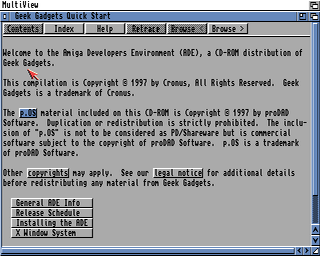 MultiView
Geek Gadgets Quick Start
Contents Index Help Retrace Browse < Browse >
Welcome to the Amiga Developers Environment (ADE), a CD-ROM distribution of
Geek Gadgets.
This compilation is Copyright © 1997 by Cronus, All Rights Reserved. Geek
Gadgets is a trademark of Cronus.
The p.OS material included on this CD-ROM is Copyright © 1997 by proDAD
Software. Duplication or redistribution is strictly prohibited. The inclu-
sion of "p.OS" is not to be considered as PD/Shareware but is commercial
software subject to the copyright of proDAD Software. p.OS is a trademark
of proDAD Software.
Other copyrights may apply. See our legal notice for additional details
before redistributing any material from Geek Gadgets.
General ADE Info
Release Schedule
Installing the ADE
X Window System